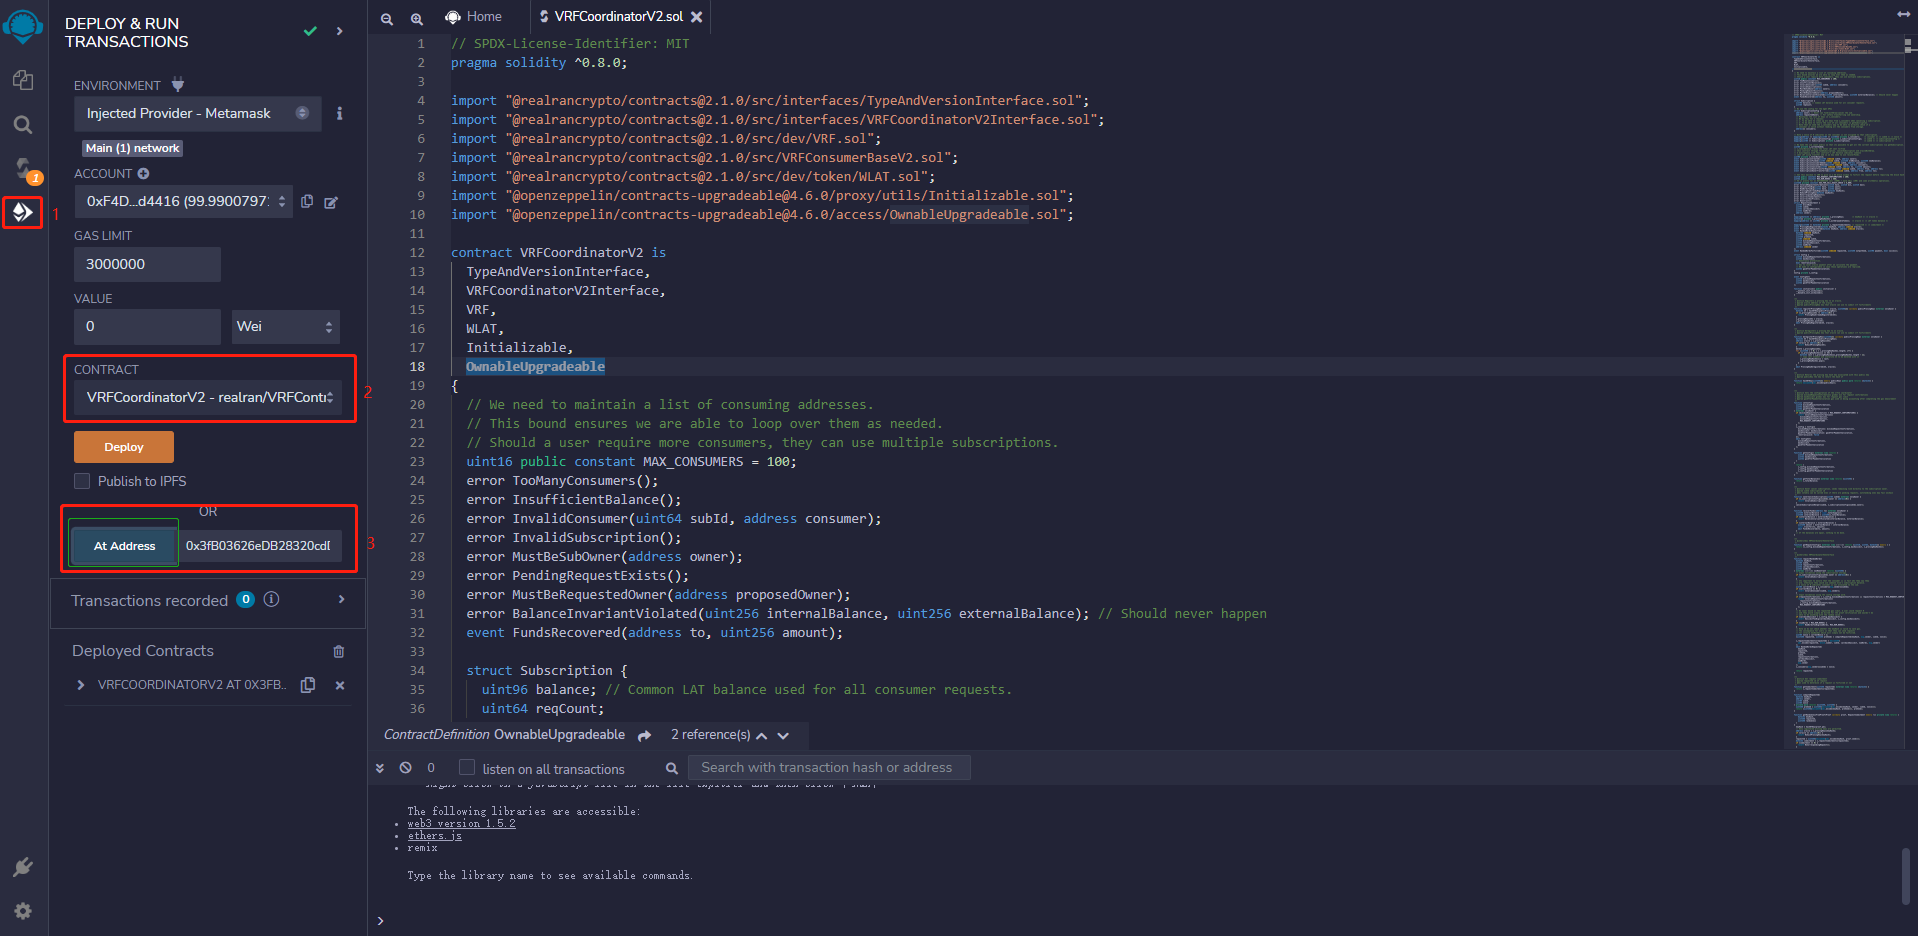 DEPLOY & RUN
TRANSACTIONS
ENVIRONMENT
Injected Provider - Metamask
Main (1) network
ACCOUNT
0xF4D...d4416 (99.99007971
GAS LIMIT
3000000
VALUE
0
Wei
CONTRACT
VRFCoordinatorV2 - realran/VRFContr
Deploy
Publish to IPFS
OR
At Address
0x3fB03626eDB28320cdD
Transactions recorded 0
Deployed Contracts
VRFCOORDINATORV2 AT 0X3FB...
1
1
2
3
Home
VRFCoordinatorV2.sol
1 // SPDX-License-Identifier: MIT
2 pragma solidity ^0.8.0;
3
4 import "@realrancrypto/contracts@2.1.0/src/interfaces/TypeAndVersionInterface.sol";
5 import "@realrancrypto/contracts@2.1.0/src/interfaces/VRFCoordinatorV2Interface.sol";
6 import "@realrancrypto/contracts@2.1.0/src/dev/VRF.sol";
7 import "@realrancrypto/contracts@2.1.0/src/VRFConsumerBaseV2.sol";
8 import "@realrancrypto/contracts@2.1.0/src/dev/token/WLAT.sol";
9 import "@openzeppelin/contracts-upgradeable@4.6.0/proxy/utils/Initializable.sol";
10 import "@openzeppelin/contracts-upgradeable@4.6.0/access/OwnableUpgradeable.sol";
11
12 contract VRFCoordinatorV2 is
13 TypeAndVersionInterface,
14 VRFCoordinatorV2Interface,
15 VRF,
16 WLAT,
17 Initializable,
18 OwnableUpgradeable
19 {
20 // We need to maintain a list of consuming addresses.
21 // This bound ensures we are able to loop over them as needed.
22 // Should a user require more consumers, they can use multiple subscriptions.
23 uint16 public constant MAX_CONSUMERS = 100;
24 error TooManyConsumers();
25 error InsufficientBalance();
26 error InvalidConsumer(uint64 subId, address consumer);
27 error InvalidSubscription();
28 error MustBeSubOwner(address owner);
29 error PendingRequestExists();
30 error MustBeRequestedOwner(address proposedOwner);
31 error BalanceInvariantViolated(uint256 internalBalance, uint256 externalBalance); // Should never happen
32 event FundsRecovered(address to, uint256 amount);
33
34 struct Subscription {
35 uint96 balance; // Common LAT balance used for all consumer requests.
36 uint64 reqCount;
ContractDefinition OwnableUpgradeable 2 reference(s)
0 listen on all transactions Search with transaction hash or address
The following libraries are accessible:
• web3 version 1.5.2
• ethers.js
• remix
Type the library name to see available commands.
>